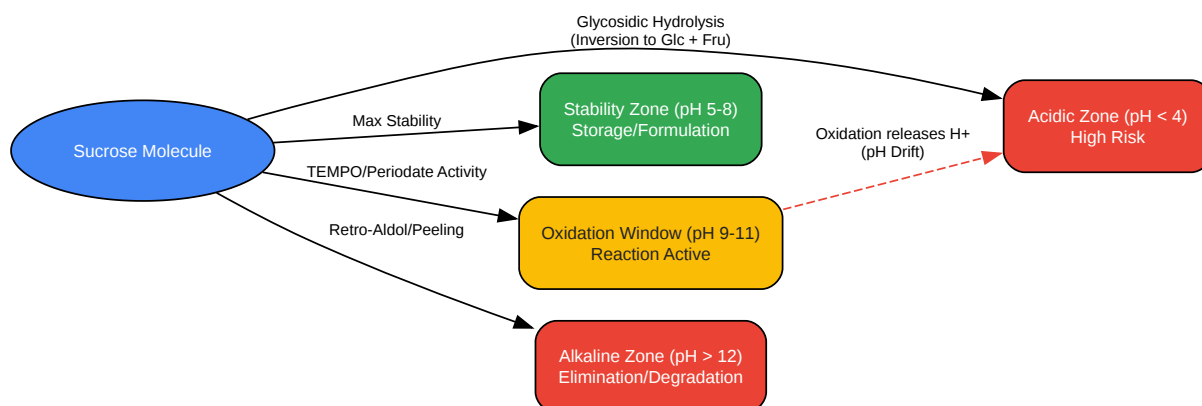 Glycosidic Hydrolysis
(Inversion to Glc + Fru)
Sucrose Molecule
Max Stability
Stability Zone (pH 5-8)
Storage/Formulation
Acidic Zone (pH < 4)
High Risk
Oxidation releases H+
(pH Drift)
TEMPO/Periodate Activity
Oxidation Window (pH 9-11)
Reaction Active
Retro-Aldol/Peeling
Alkaline Zone (pH > 12)
Elimination/Degradation